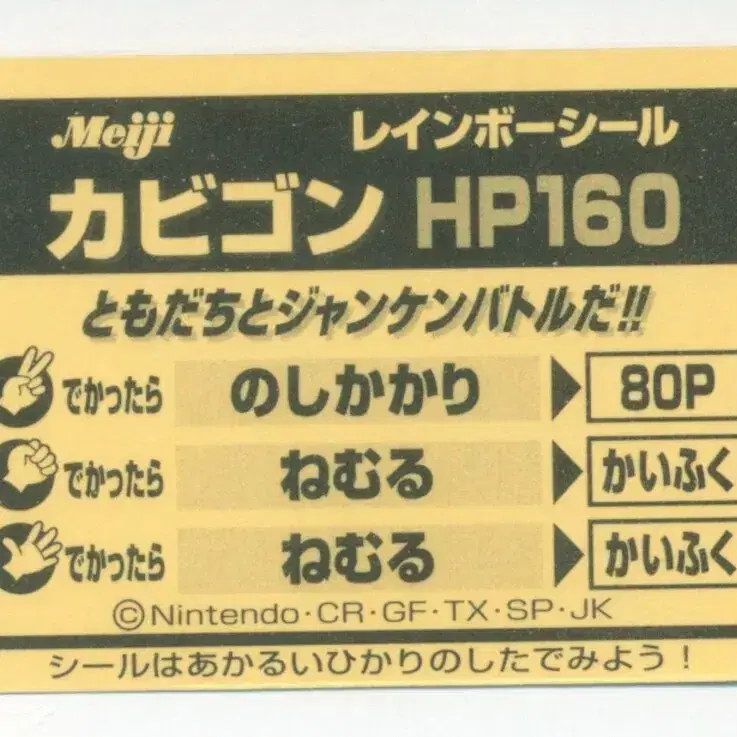 Meiji レインボーシール
カビゴン HP160
ともだちとジャンケンバトルだ!!
でかったら のしかかり 80P
でかったら ねむる かいふく
でかったら ねむる かいふく
©Nintendo・CR・GF・TX・SP・JK
シールはあかるいひかりのしたでみよう！